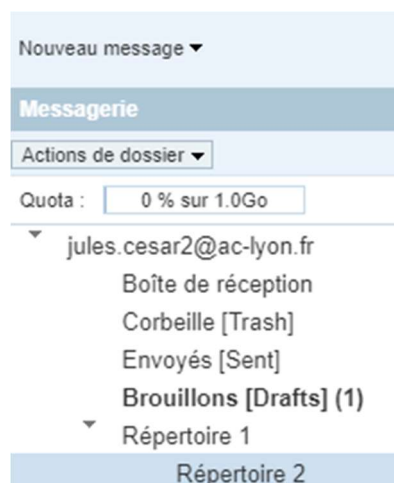 Nouveau message
Messagerie
Actions de dossier
Quota : 0 % sur 1.0Go
jules.cesar2@ac-lyon.fr
Boîte de réception
Corbeille [Trash]
Envoyés [Sent]
Brouillons [Drafts] (1)
Répertoire 1
Répertoire 2